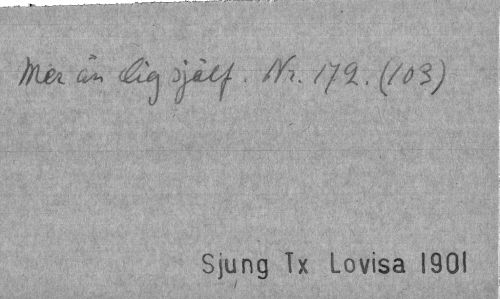 Mer än dig själf. Nr. 172. (103)
Sjung Tx Lovisa 1901